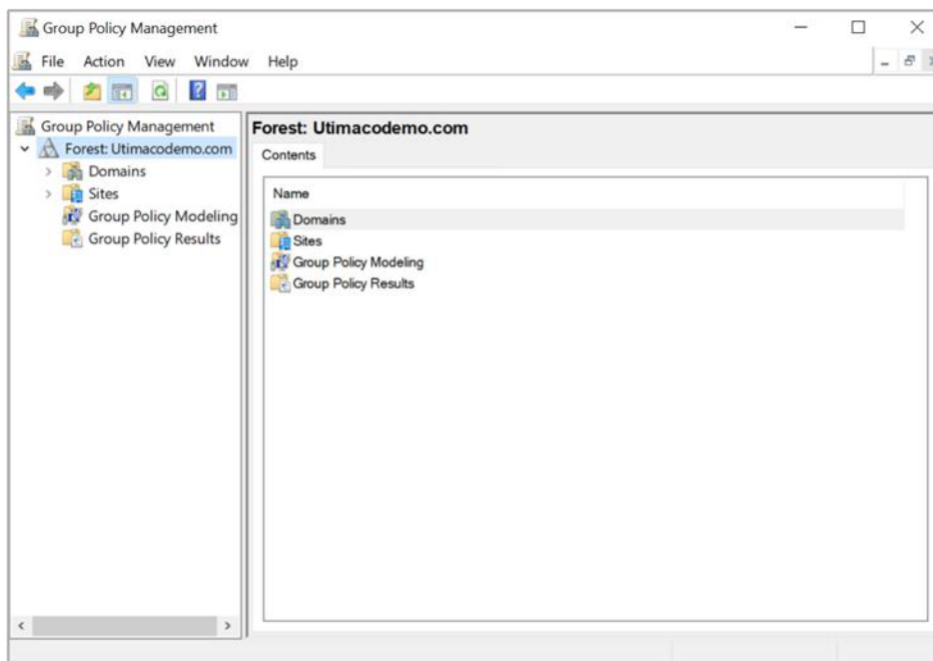 Group Policy Management
File Action View Window Help
Group Policy Management
Forest: Utimacodemo.com
Domains
Sites
Group Policy Modeling
Group Policy Results
Forest: Utimacodemo.com
Contents
Name
Domains
Sites
Group Policy Modeling
Group Policy Results